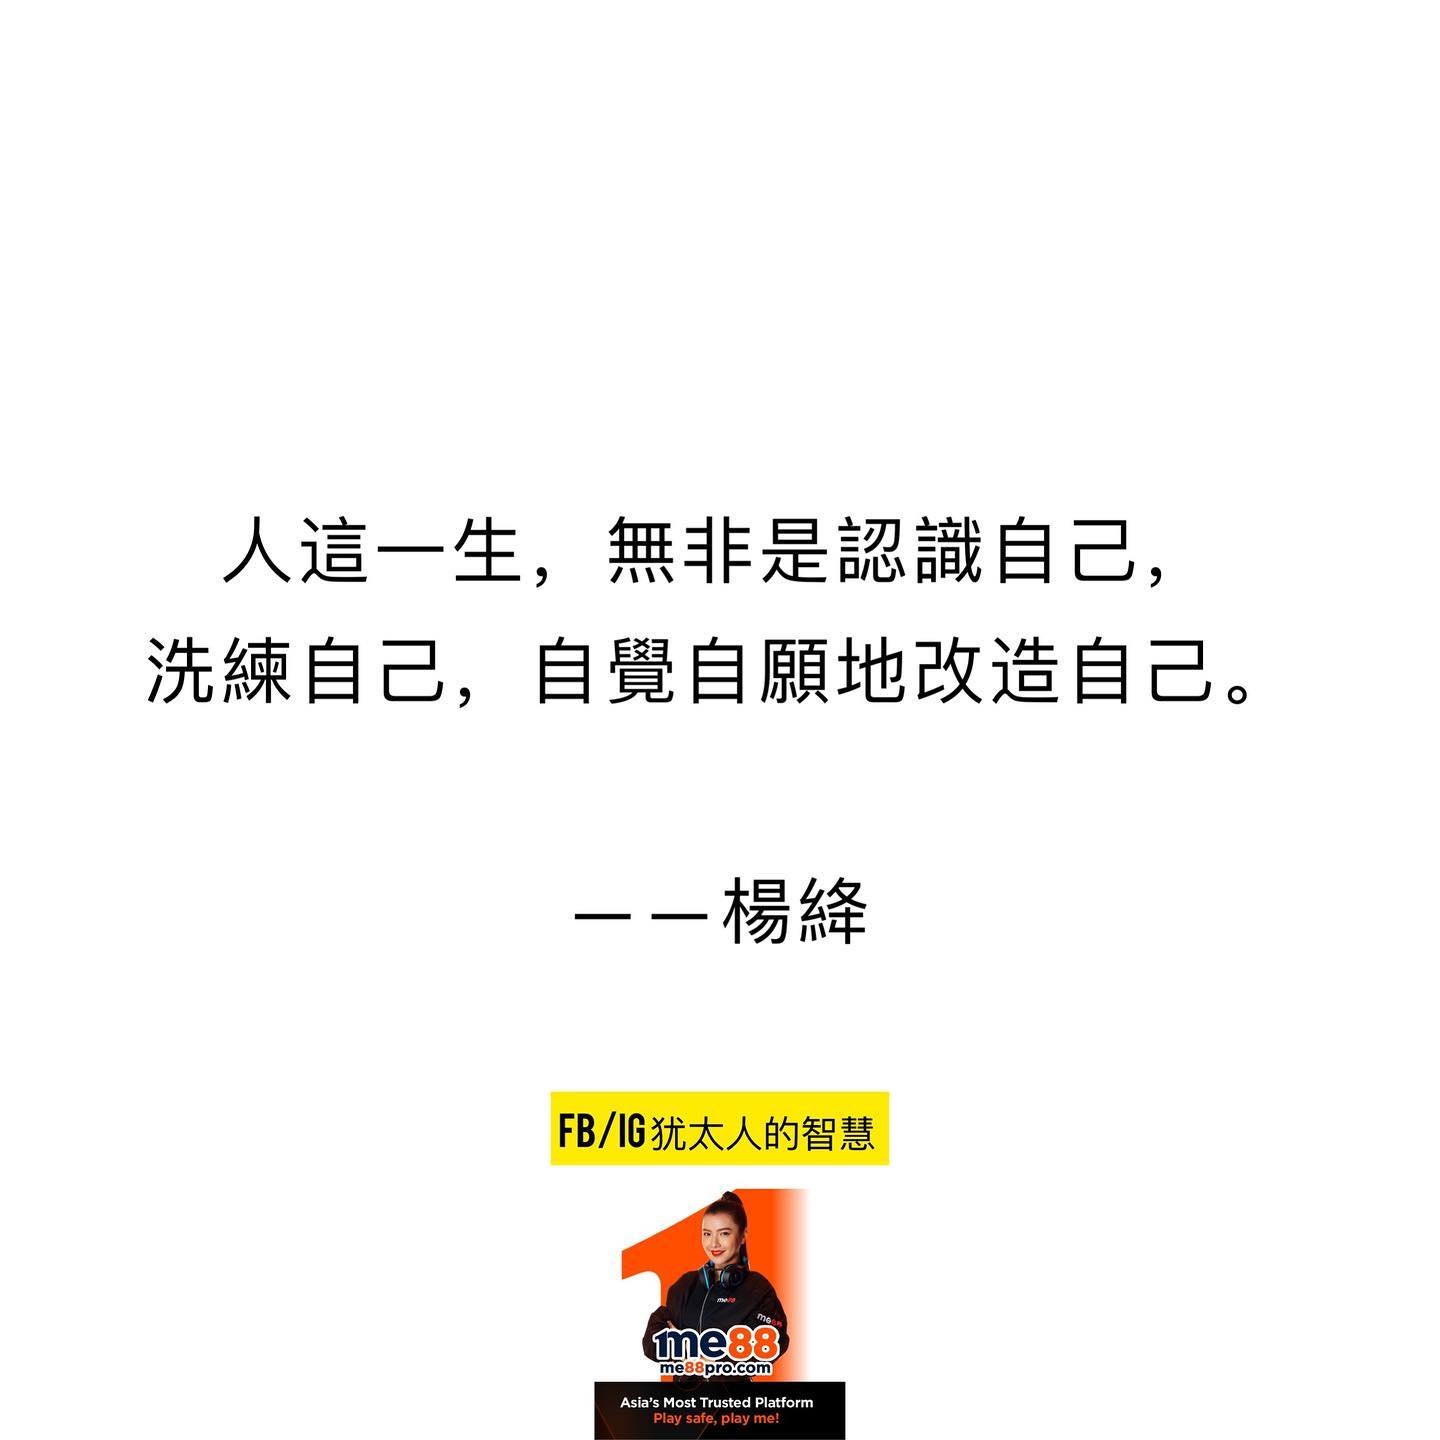 人這一生，無非是認識自己，
洗練自己，自覺自願地改造自己。
——楊絳
FB/IG犹太人的智慧
me88
me88
1me88
me88pro.com
Asia's Most Trusted Platform
Play safe, play me!